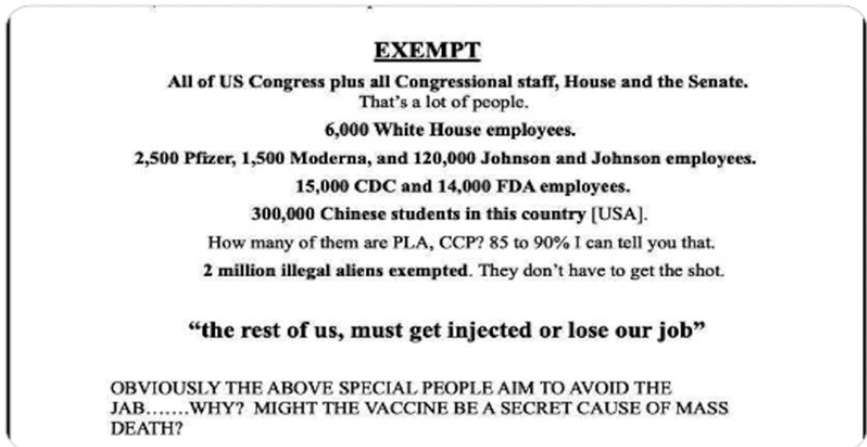 EXEMPT
All of US Congress plus all Congressional staff, House and the Senate.
That's a lot of people.
6,000 White House employees.
2,500 Pfizer, 1,500 Moderna, and 120,000 Johnson and Johnson employees.
15,000 CDC and 14,000 FDA employees.
300,000 Chinese students in this country [USA].
How many of them are PLA, CCP? 85 to 90% I can tell you that.
2 million illegal aliens exempted. They don't have to get the shot.
“the rest of us, must get injected or lose our job”
OBVIOUSLY THE ABOVE SPECIAL PEOPLE AIM TO AVOID THE
JAB.......WHY? MIGHT THE VACCINE BE A SECRET CAUSE OF MASS
DEATH?